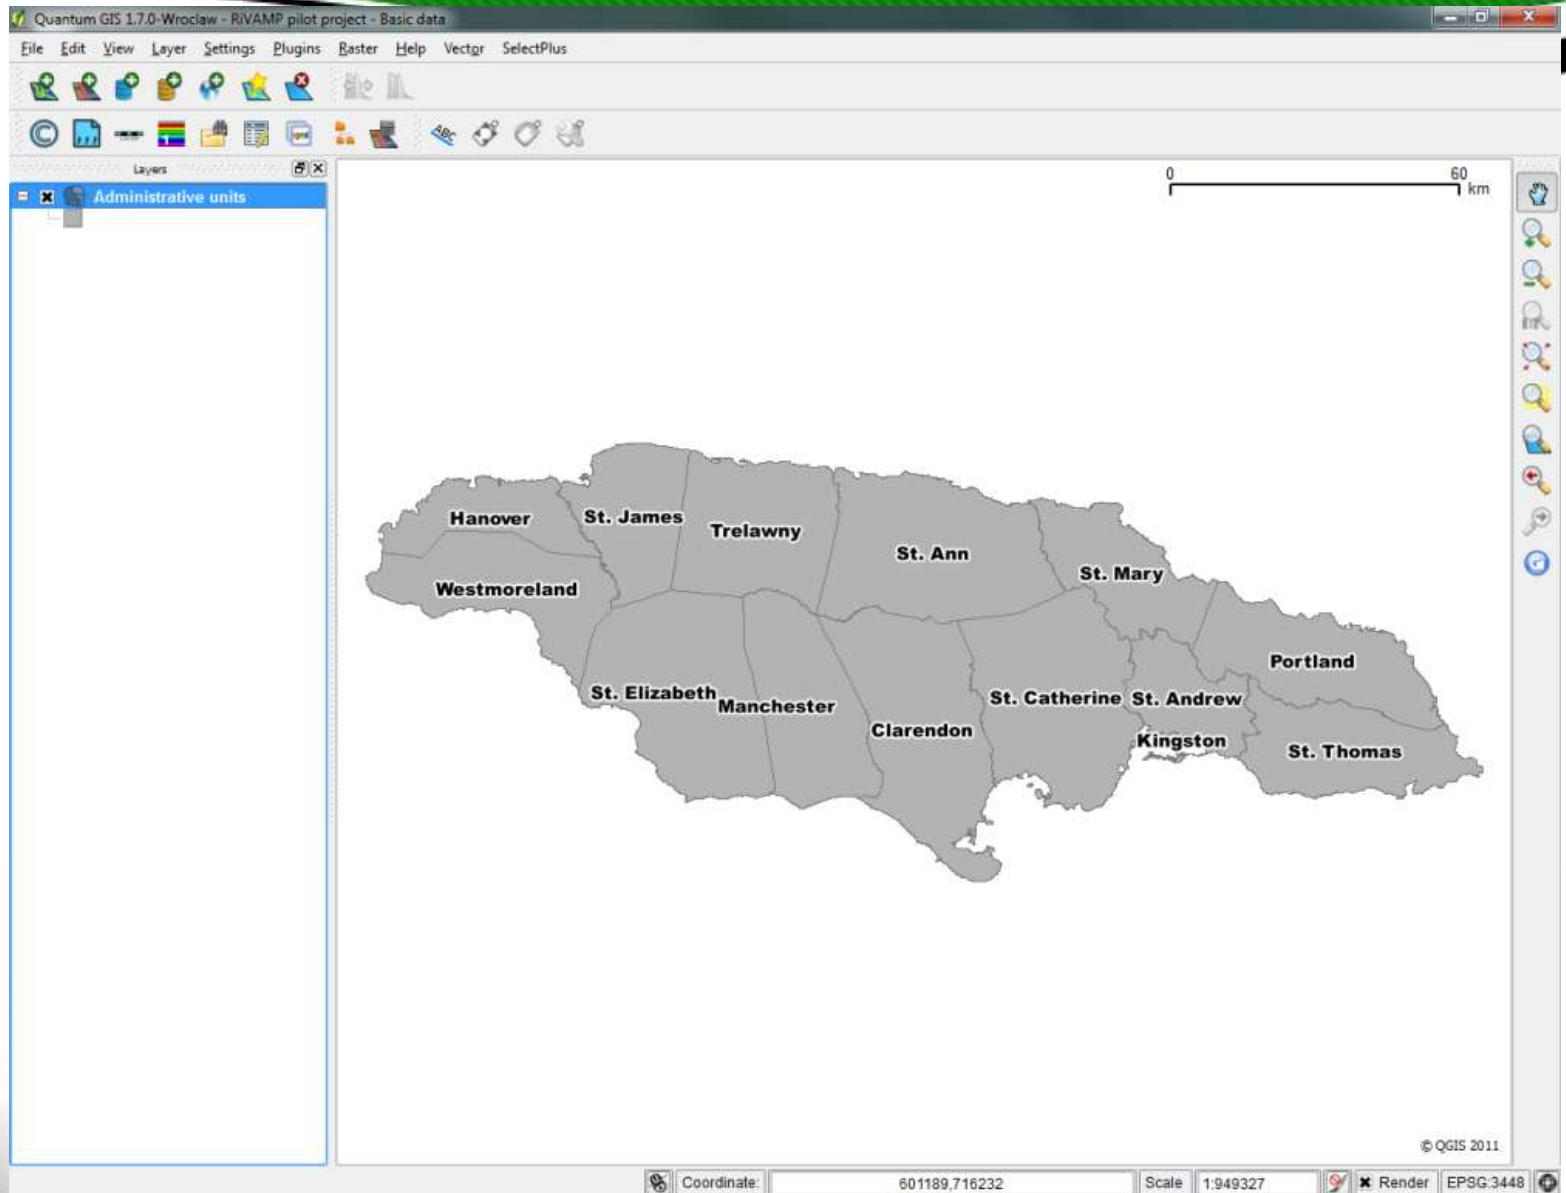 Quantum GIS 1.7.0-Wroclaw - RiVAMP pilot project - Basic data
File Edit View Layer Settings Plugins Raster Help Vector SelectPlus
ABC
Layers
Administrative units
0 60
km
Hanover
St. James
Trelawny
St. Ann
St. Mary
Westmoreland
Portland
St. Elizabeth
Manchester
St. Catherine
St. Andrew
Clarendon
Kingston
St. Thomas
© QGIS 2011
Coordinate: 601189,716232 Scale 1:949327 Render EPSG:3448